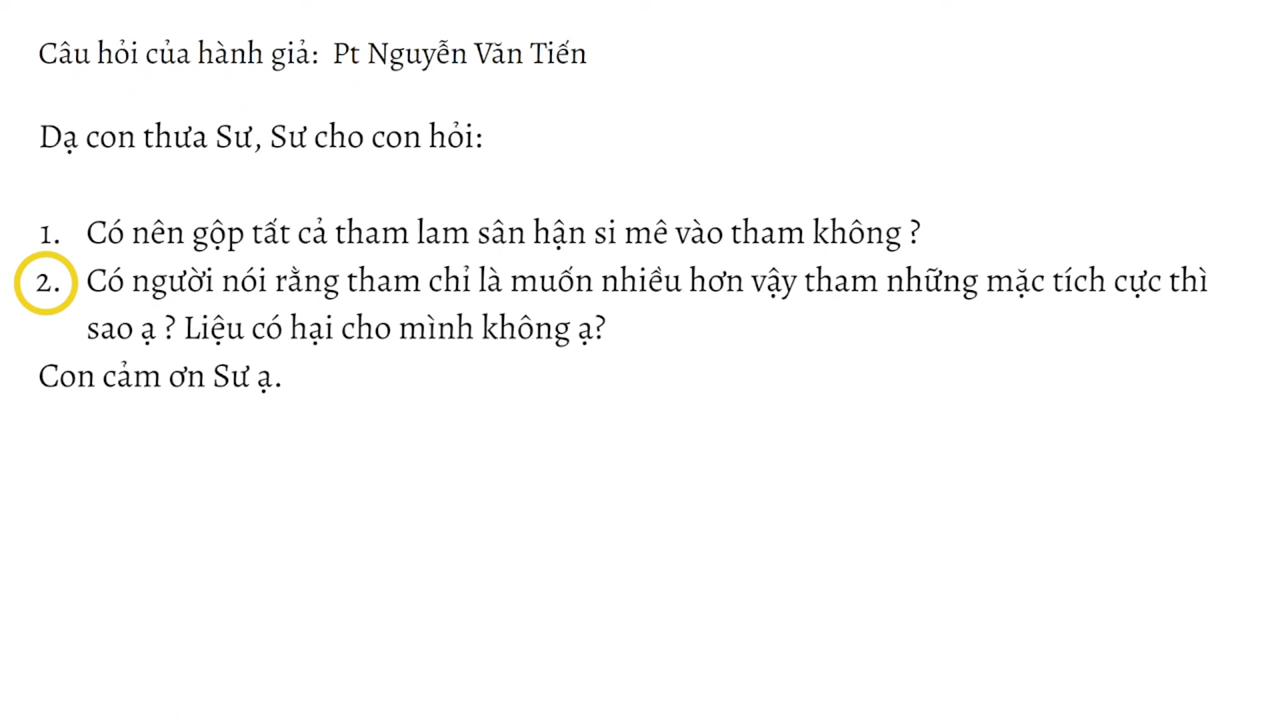 Câu hỏi của hành giả: Pt Nguyễn Văn Tiến
Dạ con thưa Sư, Sư cho con hỏi:
1. Có nên gộp tất cả tham lam sân hận si mê vào tham không ?
2. Có người nói rằng tham chỉ là muốn nhiều hơn vậy tham những mặc tích cực thì
sao ạ ? Liệu có hại cho mình không ạ?
Con cảm ơn Sư ạ.